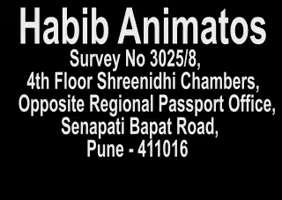 Habib Animatos
Survey No 3025/8,
4th Floor Shreenidhi Chambers,
Opposite Regional Passport Office,
Senapati Bapat Road,
Pune - 411016